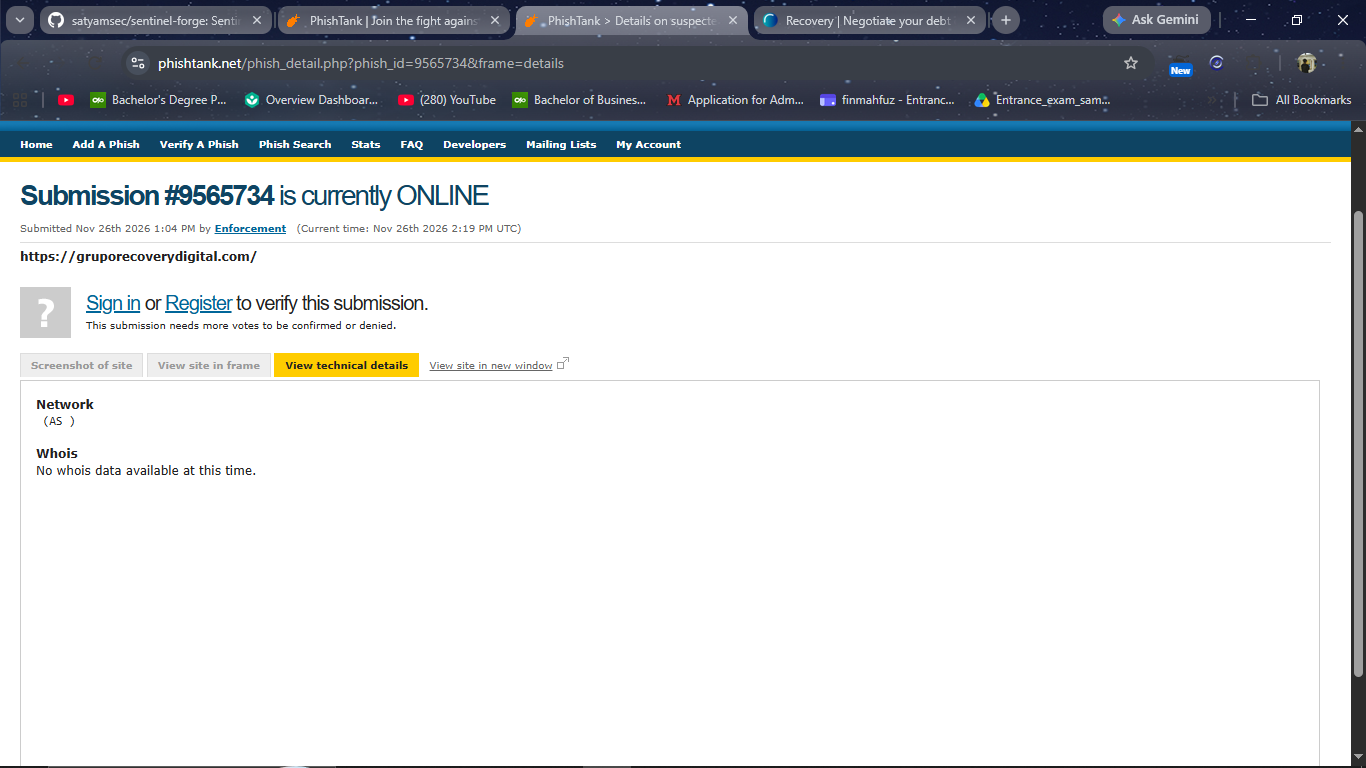 satyamsec/sentinel-forge: Senti
PhishTank | Join the fight agains
PhishTank > Details on suspecte
Recovery | Negotiate your debt
Ask Gemini
phishtank.net/phish_detail.php?phish_id=9565734&frame=details
New
Bachelor's Degree P...
Overview Dashboar...
(280) YouTube
Bachelor of Business...
Application for Adm...
finmahfuz - Entranc...
Entrance_exam_sam...
All Bookmarks
Home Add A Phish Verify A Phish Phish Search Stats FAQ Developers Mailing Lists My Account
Submission #9565734 is currently ONLINE
Submitted Nov 26th 2026 1:04 PM by Enforcement (Current time: Nov 26th 2026 2:19 PM UTC)
https://gruporecoverydigital.com/
?
Sign in or Register to verify this submission.
This submission needs more votes to be confirmed or denied.
Screenshot of site View site in frame View technical details View site in new window
Network
(AS )
Whois
No whois data available at this time.